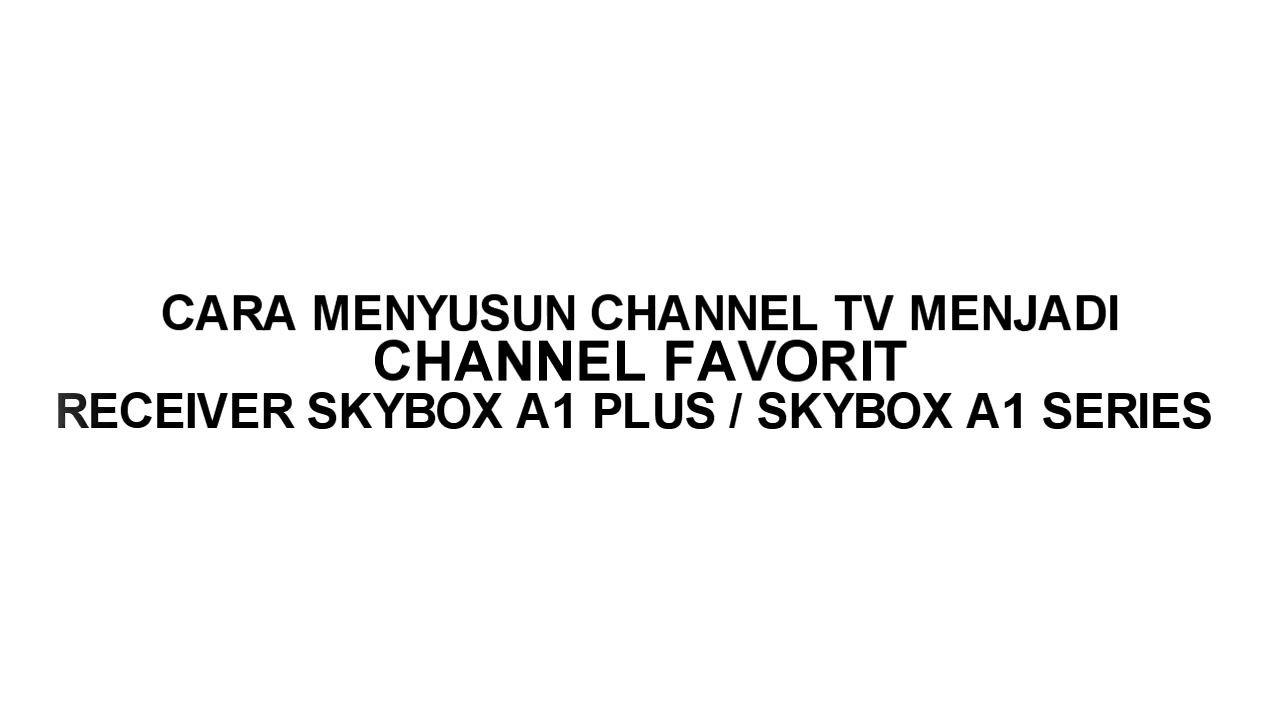 CARA MENYUSUN CHANNEL TV MENJADI
CHANNEL FAVORIT
RECEIVER SKYBOX A1 PLUS / SKYBOX A1 SERIES